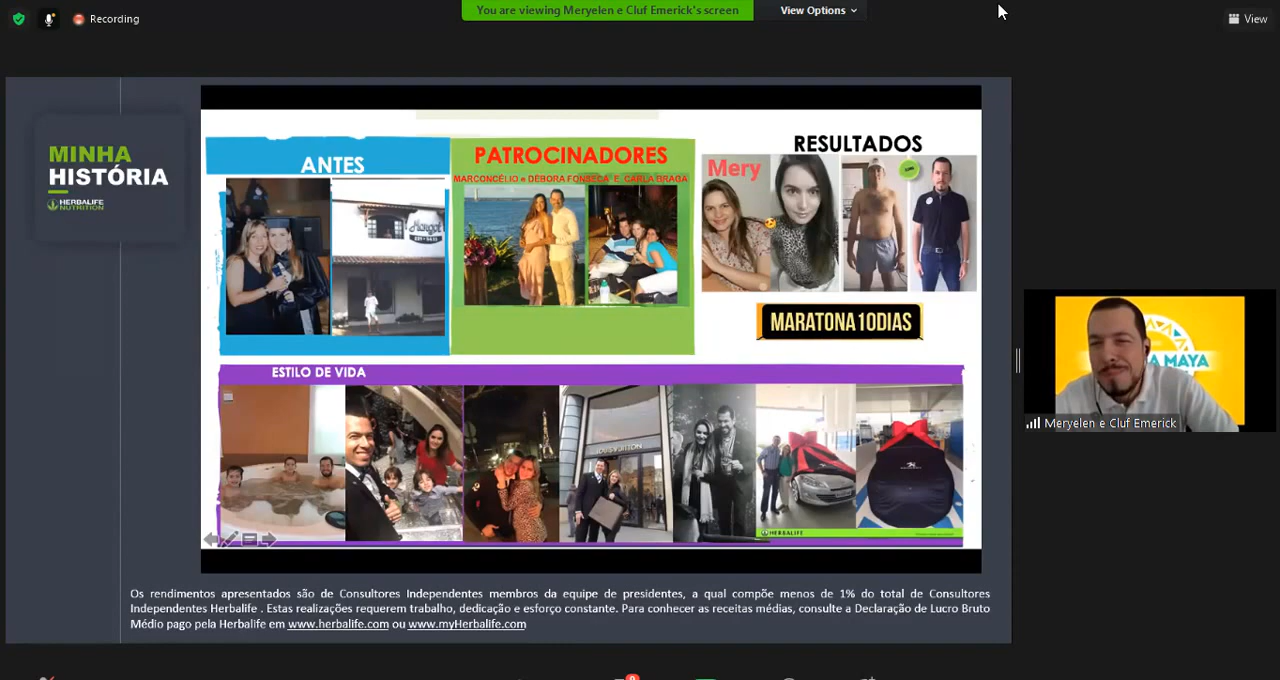 Recording
You are viewing Meryelen e Cluf Emerick's screen
View Options
View
MINHA
HISTÓRIA
HERBALIFE
NUTRITION
ANTES
PATROCINADORES
MARCONCÉLIO e DÉBORA FONSECA E CARLA BRAGA
RESULTADOS
Mery
MARATONA10DIAS
ESTILO DE VIDA
LOUIS VUITTON
HERBALIFE
A MAYA
Meryelen e Cluf Emerick
Os rendimentos apresentados são de Consultores Independentes membros da equipe de presidentes, a qual compõe menos de 1% do total de Consultores
Independentes Herbalife . Estas realizações requerem trabalho, dedicação e esforço constante. Para conhecer as receitas médias, consulte a Declaração de Lucro Bruto
Médio pago pela Herbalife em www.herbalife.com ou www.myHerbalife.com